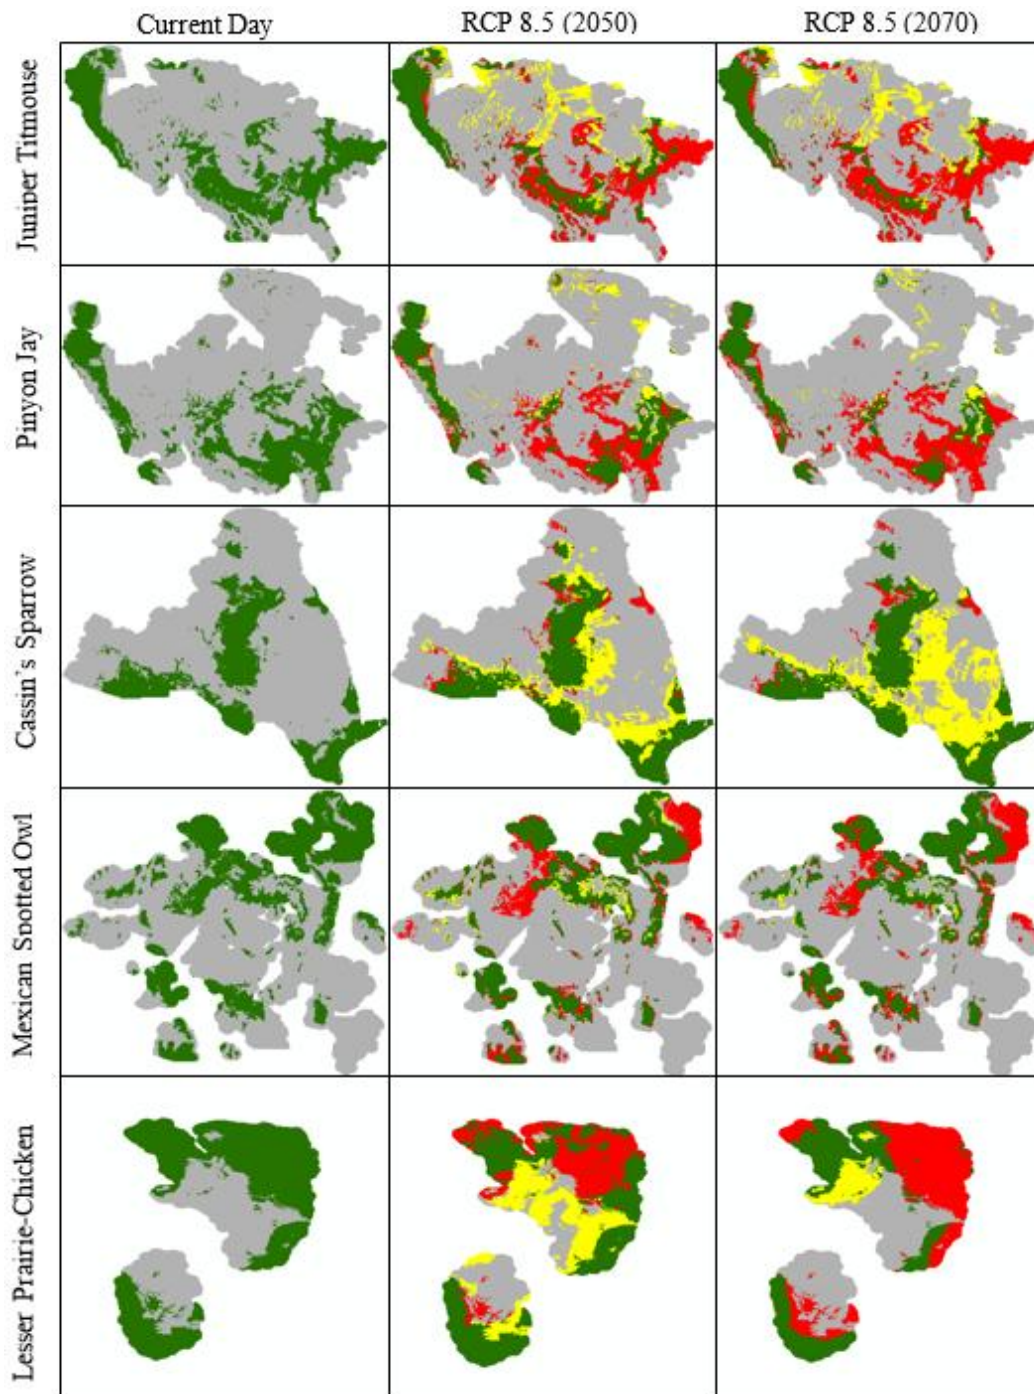 Current Day
RCP 8.5 (2050)
RCP 8.5 (2070)
Juniper Titmouse
Pinyon Jay
Cassin`s Sparrow
Mexican Spotted Owl
Lesser Prairie-Chicken